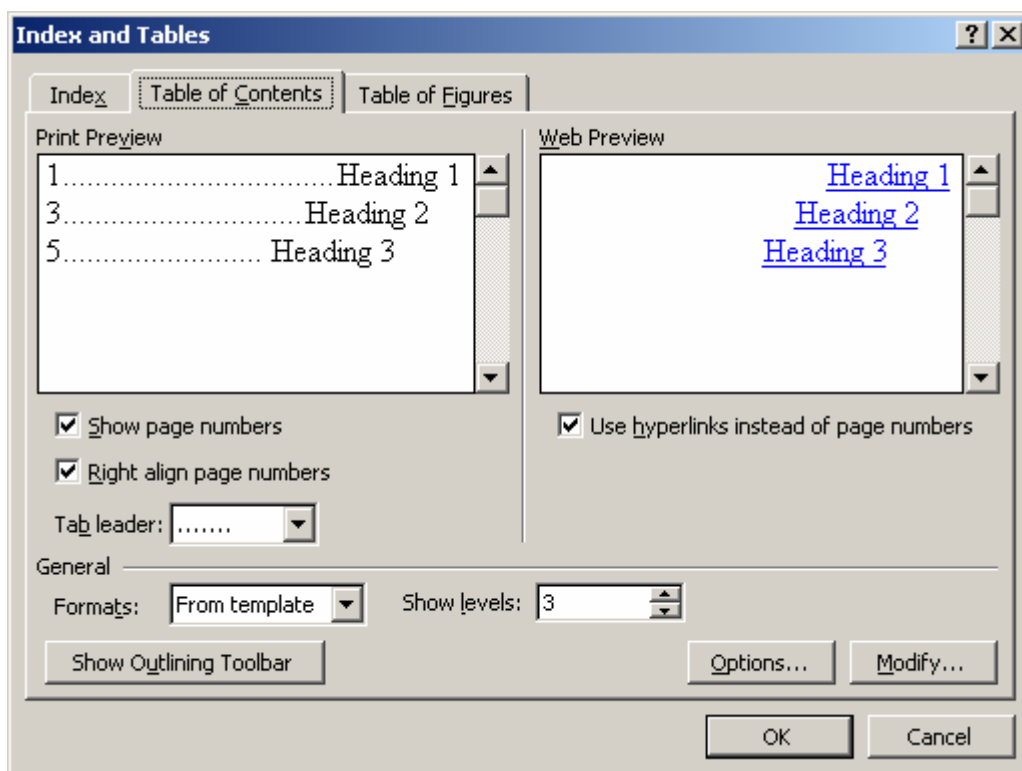 Index and Tables
Index
Table of Contents
Table of Figures
Print Preview
1..................................Heading 1
3..............................Heading 2
5......................... Heading 3
Show page numbers
Right align page numbers
Tab leader: .......
Web Preview
Heading 1
Heading 2
Heading 3
Use hyperlinks instead of page numbers
General
Formats: From template
Show levels: 3
Show Outlining Toolbar
Options...
Modify...
OK
Cancel